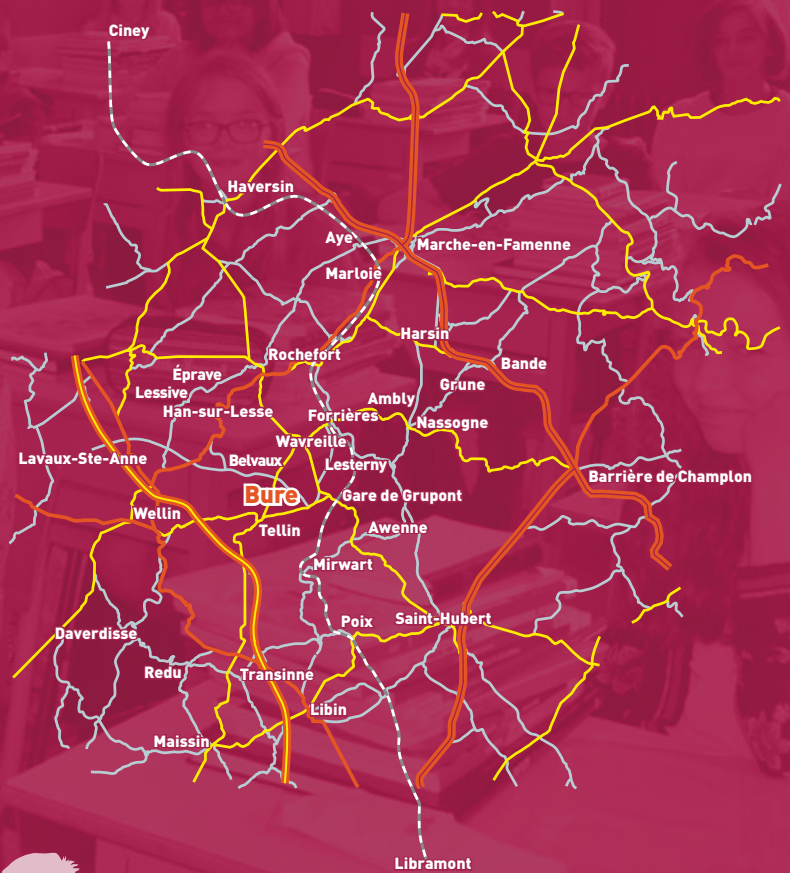 Ciney
Haversin
Aye
Marche-en-Famenne
Marloie
Harsin
Rochefort
Bande
Éprave
Grune
Lessive
Ambly
Han-sur-Lesse
Forrières
Nassogne
Wavreille
Lavaux-Ste-Anne
Belvaux
Lesterny
Barrière de Champlon
Bure
Gare de Grupont
Wellin
Tellin
Awenne
Mirwart
Poix
Saint-Hubert
Daverdisse
Redu
Transinne
Libin
Maissin
Libramont